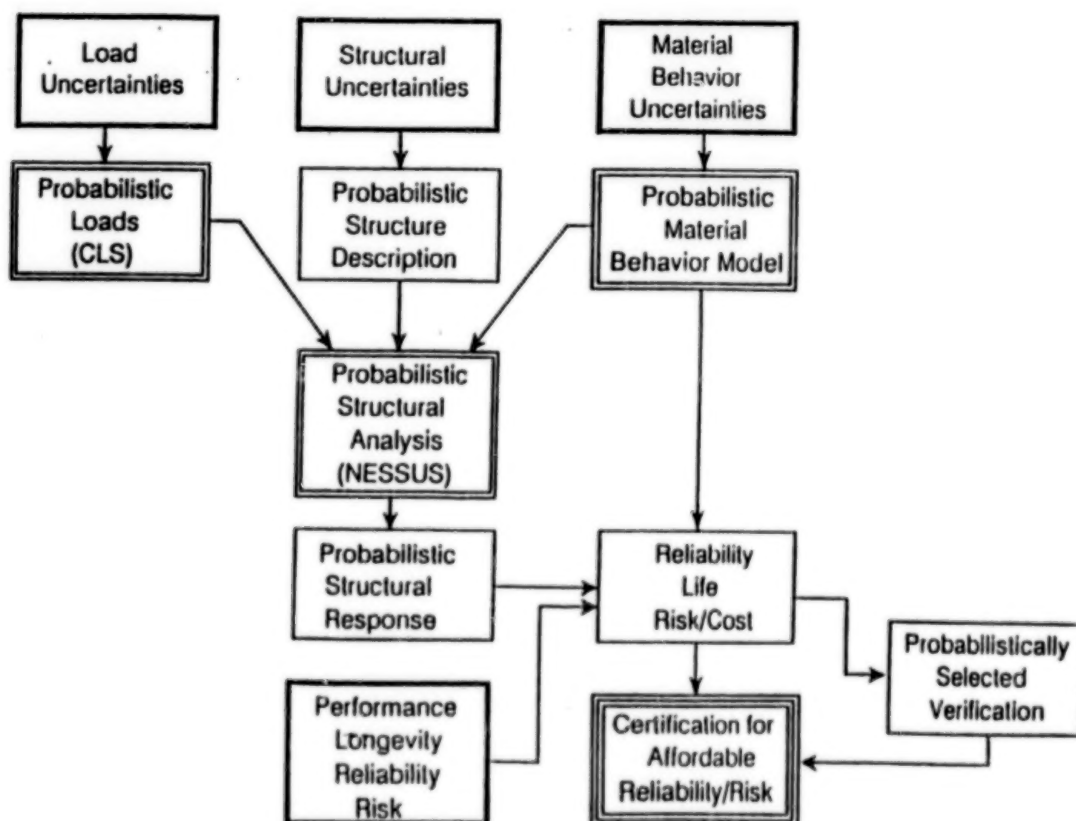 Load
Uncertainties
Structural
Uncertainties
Material
Behavior
Uncertainties
Probabilistic
Loads
(CLS)
Probabilistic
Structure
Description
Probabilistic
Material
Behavior Model
Probabilistic
Structural
Analysis
(NESSUS)
Probabilistic
Structural
Response
Reliability
Life
Risk/Cost
Probabilistically
Selected
Verification
Performance
Longevity
Reliability
Risk
Certification for
Affordable
Reliability/Risk